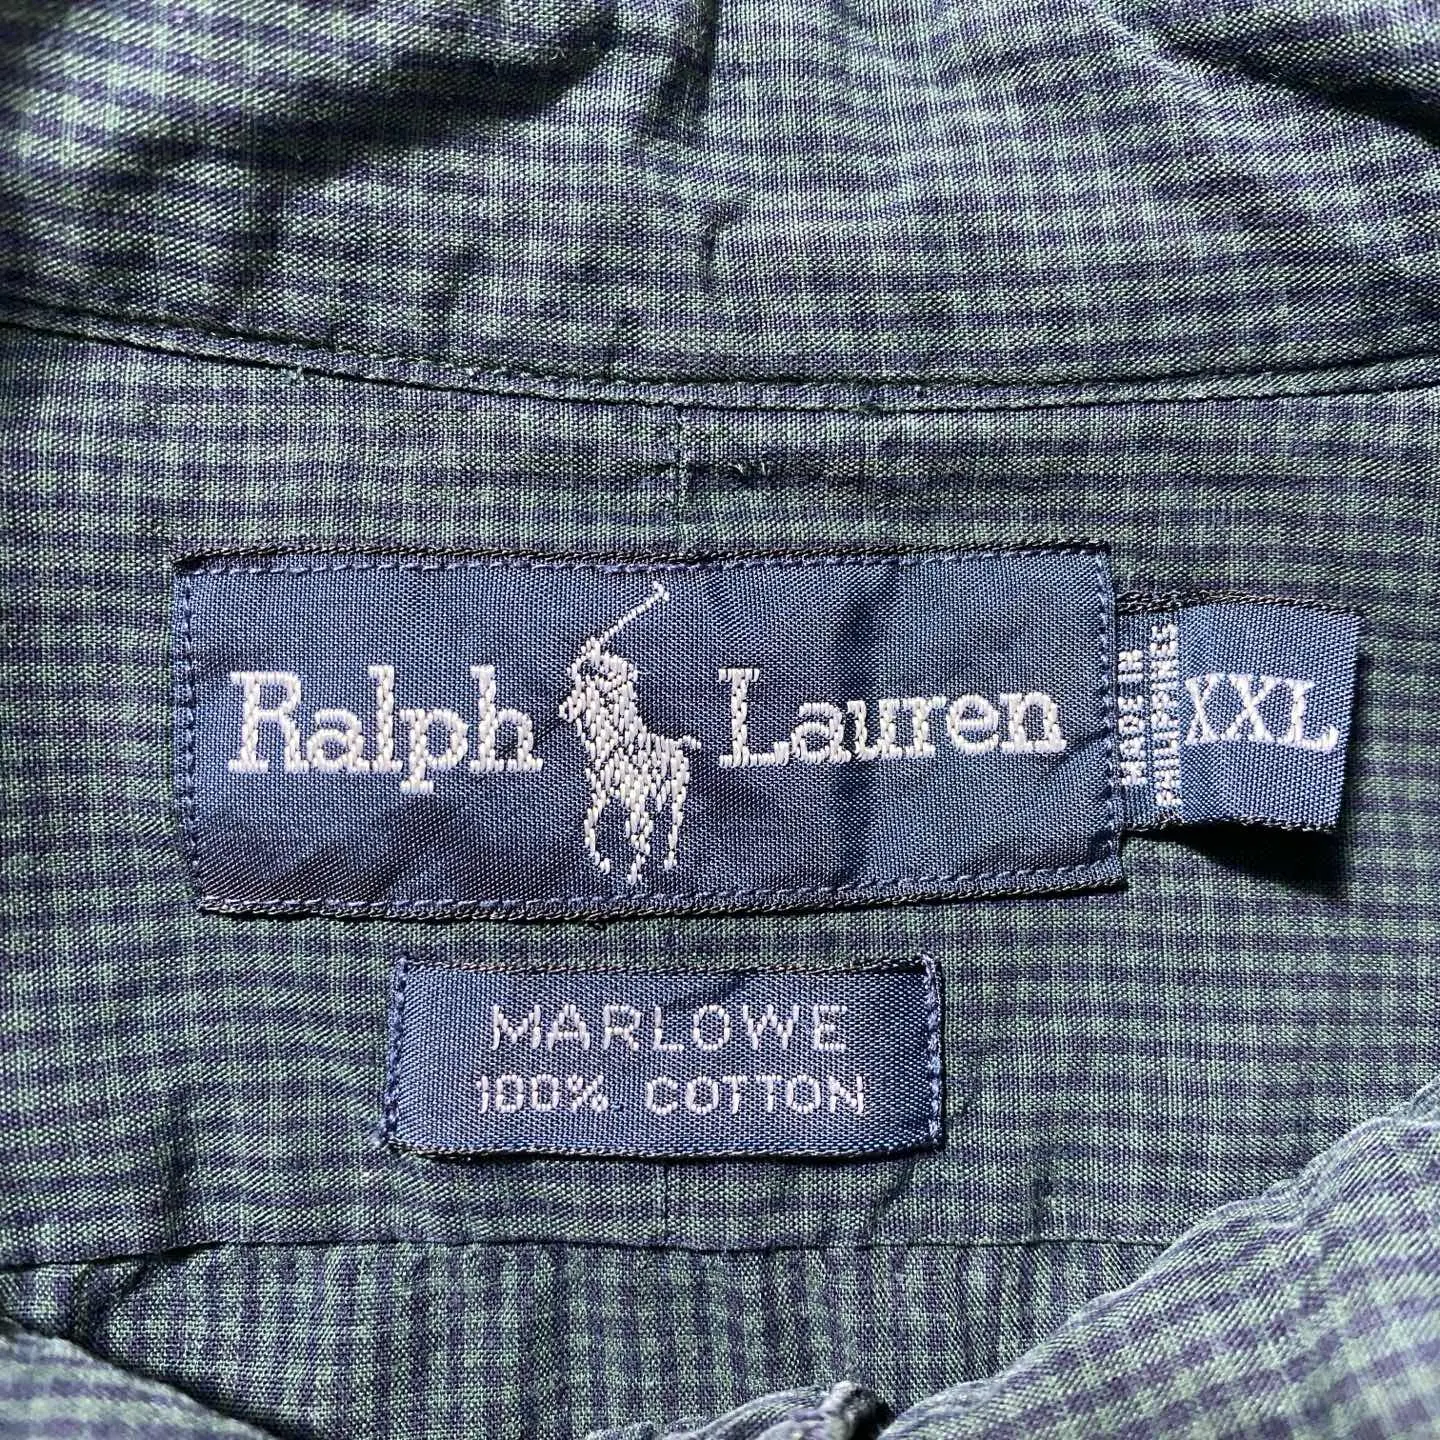 Ralph Lauren
MADE IN
PHILIPPINES
XXL
MARLOWE
100% COTTON